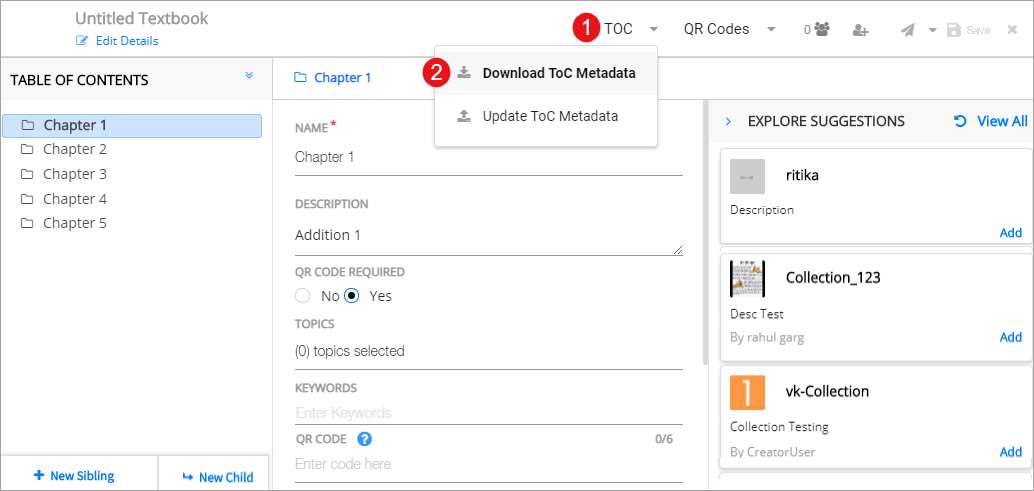 Untitled Textbook
Edit Details
1 TOC QR Codes 0 Save
2 Download ToC Metadata
Update ToC Metadata
TABLE OF CONTENTS
Chapter 1
Chapter 2
Chapter 3
Chapter 4
Chapter 5
New Sibling
New Child
Chapter 1
NAME *
Chapter 1
DESCRIPTION
Addition 1
QR CODE REQUIRED
No Yes
TOPICS
(0) topics selected
KEYWORDS
Enter Keywords
QR CODE ? 0/6
Enter code here
EXPLORE SUGGESTIONS View All
ritika
Description
Add
Collection_123
Desc Test
By rahul garg Add
1
vk-Collection
Collection Testing
By CreatorUser Add